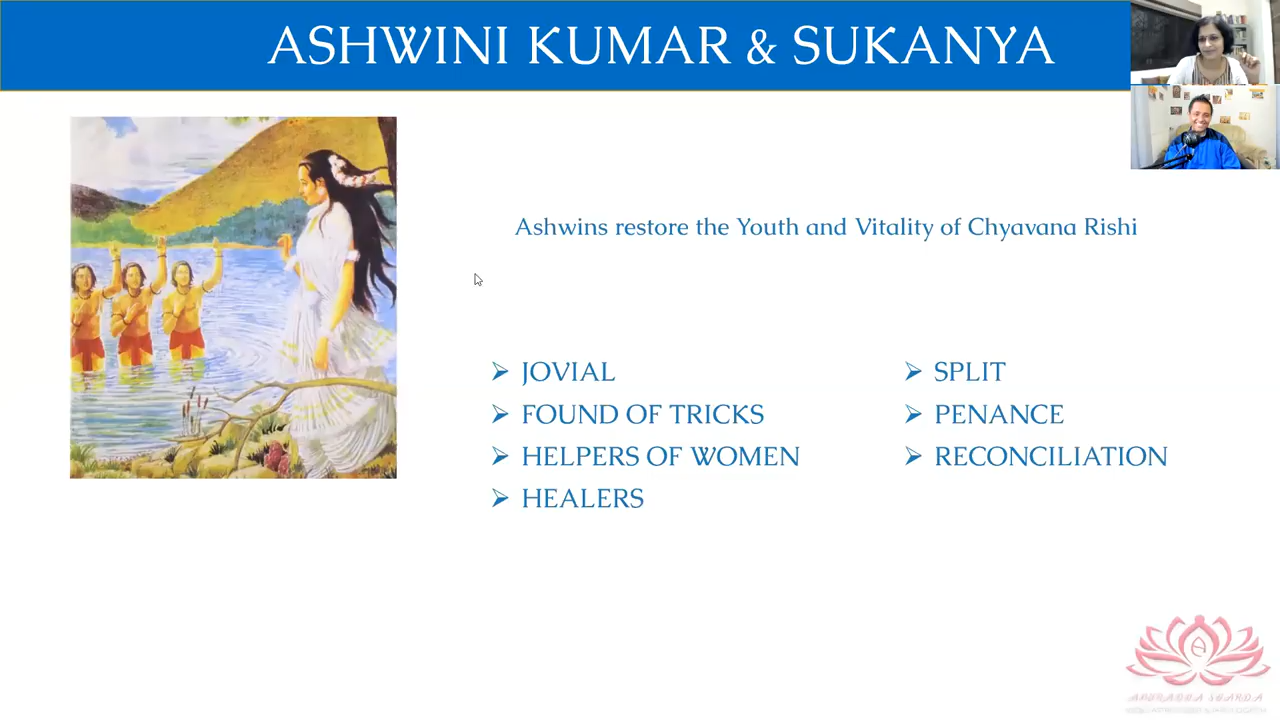 ASHWINI KUMAR & SUKANYA
Ashwins restore the Youth and Vitality of Chyavana Rishi
JOVIAL
FOUND OF TRICKS
HELPERS OF WOMEN
HEALERS
SPLIT
PENANCE
RECONCILIATION